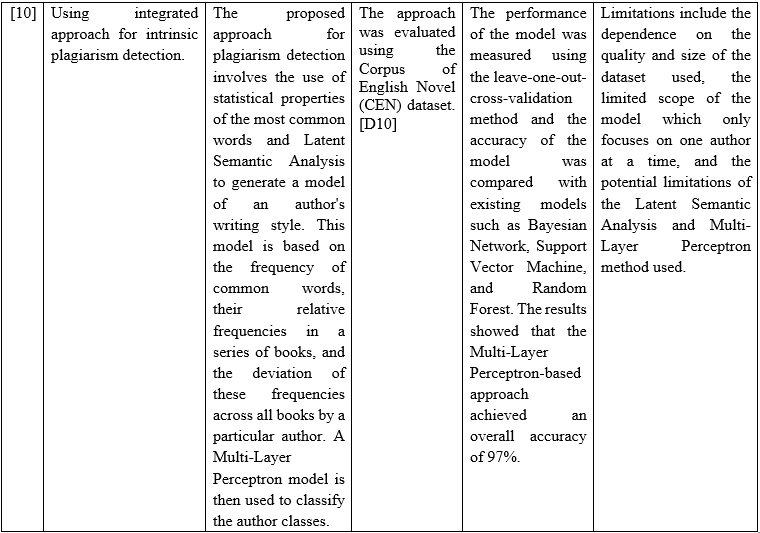 [10]
Using integrated
approach for intrinsic
plagiarism detection.
The proposed
approach for
plagiarism detection
involves the use of
statistical properties
of the most common
words and Latent
Semantic Analysis
to generate a model
of an author's
writing style. This
model is based on
the frequency of
common words,
their relative
frequencies in a
series of books, and
the deviation of
these frequencies
across all books by a
particular author. A
Multi-Layer
Perceptron model is
then used to classify
the author classes.
The approach
was evaluated
using the
Corpus of
English Novel
(CEN) dataset.
[D10]
The performance
of the model was
measured using
the leave-one-out-
cross-validation
method and the
accuracy of the
model was
compared with
existing models
such as Bayesian
Network, Support
Vector Machine,
and Random
Forest. The results
showed that the
Multi-Layer
Perceptron-based
approach
achieved an
overall accuracy
of 97%.
Limitations include the
dependence on the
quality and size of the
dataset used, the
limited scope of the
model which only
focuses on one author
at a time, and the
potential limitations of
the Latent Semantic
Analysis and Multi-
Layer Perceptron
method used.